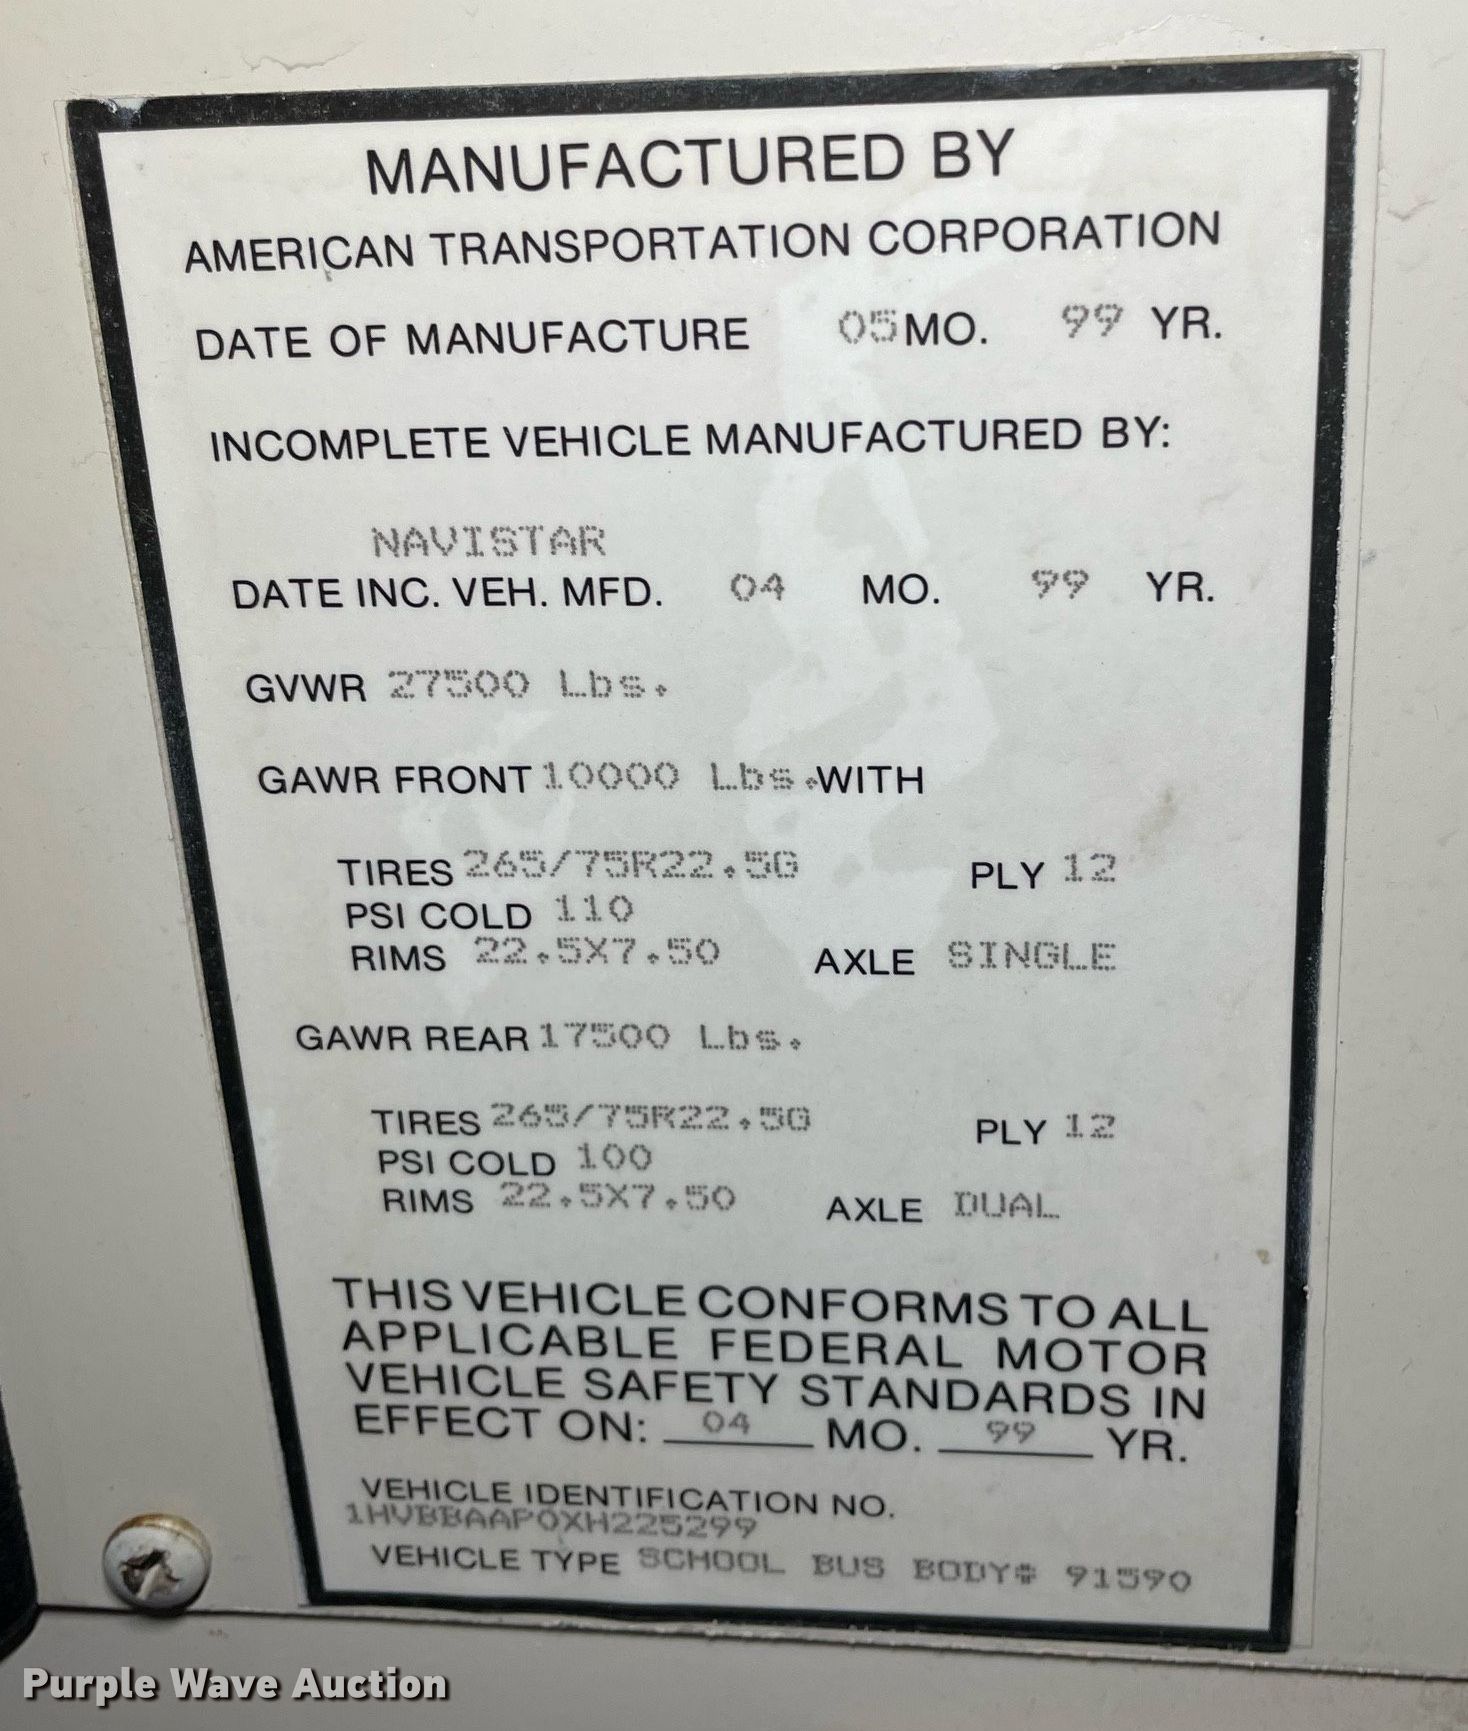 MANUFACTURED BY
AMERICAN TRANSPORTATION CORPORATION
DATE OF MANUFACTURE 05 MO. 99 YR.
INCOMPLETE VEHICLE MANUFACTURED BY:
NAVISTAR
DATE INC. VEH. MFD. 04 MO. 99 YR.
GVWR 27500 Lbs.
GAWR FRONT 10000 Lbs. WITH
TIRES 265/75R22.5G PLY 12
PSI COLD 110
RIMS 22.5X7.50 AXLE SINGLE
GAWR REAR 17500 Lbs.
TIRES 265/75R22.5G PLY 12
PSI COLD 100
RIMS 22.5X7.50 AXLE DUAL
THIS VEHICLE CONFORMS TO ALL
APPLICABLE FEDERAL MOTOR
VEHICLE SAFETY STANDARDS IN
EFFECT ON: 04 MO. 99 YR.
VEHICLE IDENTIFICATION NO.
1HVBBAAP0XH225299
VEHICLE TYPE SCHOOL BUS BODY# 91590
Purple Wave Auction